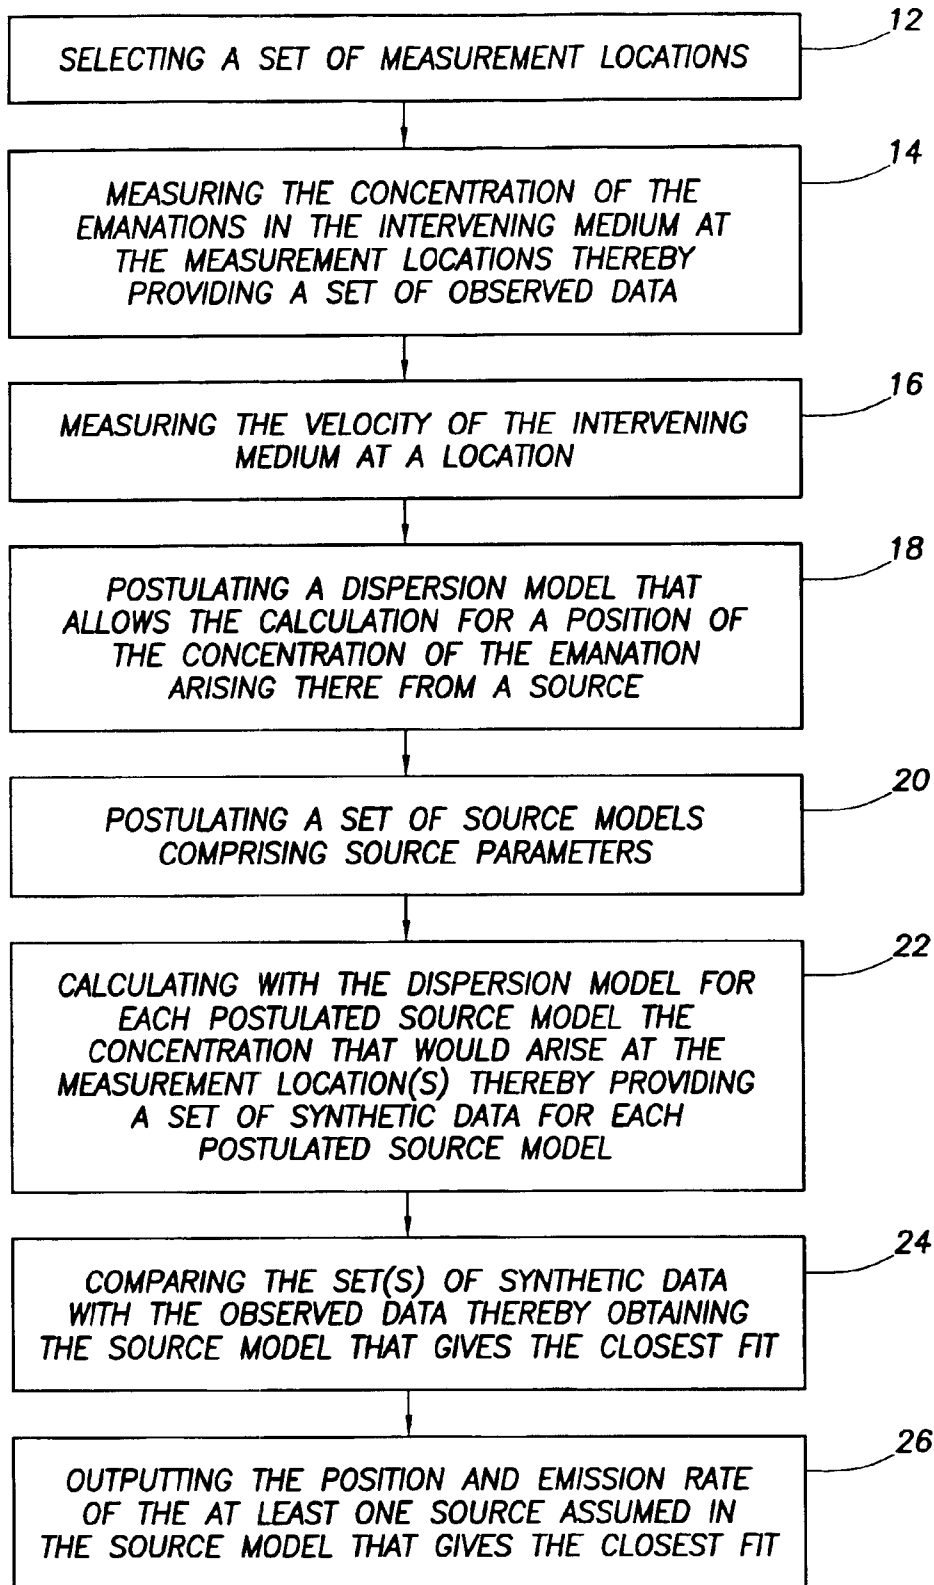 12
SELECTING A SET OF MEASUREMENT LOCATIONS
14
MEASURING THE CONCENTRATION OF THE
EMANATIONS IN THE INTERVENING MEDIUM AT
THE MEASUREMENT LOCATIONS THEREBY
PROVIDING A SET OF OBSERVED DATA
16
MEASURING THE VELOCITY OF THE INTERVENING
MEDIUM AT A LOCATION
18
POSTULATING A DISPERSION MODEL THAT
ALLOWS THE CALCULATION FOR A POSITION OF
THE CONCENTRATION OF THE EMANATION
ARISING THERE FROM A SOURCE
20
POSTULATING A SET OF SOURCE MODELS
COMPRISING SOURCE PARAMETERS
22
CALCULATING WITH THE DISPERSION MODEL FOR
EACH POSTULATED SOURCE MODEL THE
CONCENTRATION THAT WOULD ARISE AT THE
MEASUREMENT LOCATION(S) THEREBY PROVIDING
A SET OF SYNTHETIC DATA FOR EACH
POSTULATED SOURCE MODEL
24
COMPARING THE SET(S) OF SYNTHETIC DATA
WITH THE OBSERVED DATA THEREBY OBTAINING
THE SOURCE MODEL THAT GIVES THE CLOSEST FIT
26
OUTPUTTING THE POSITION AND EMISSION RATE
OF THE AT LEAST ONE SOURCE ASSUMED IN
THE SOURCE MODEL THAT GIVES THE CLOSEST FIT